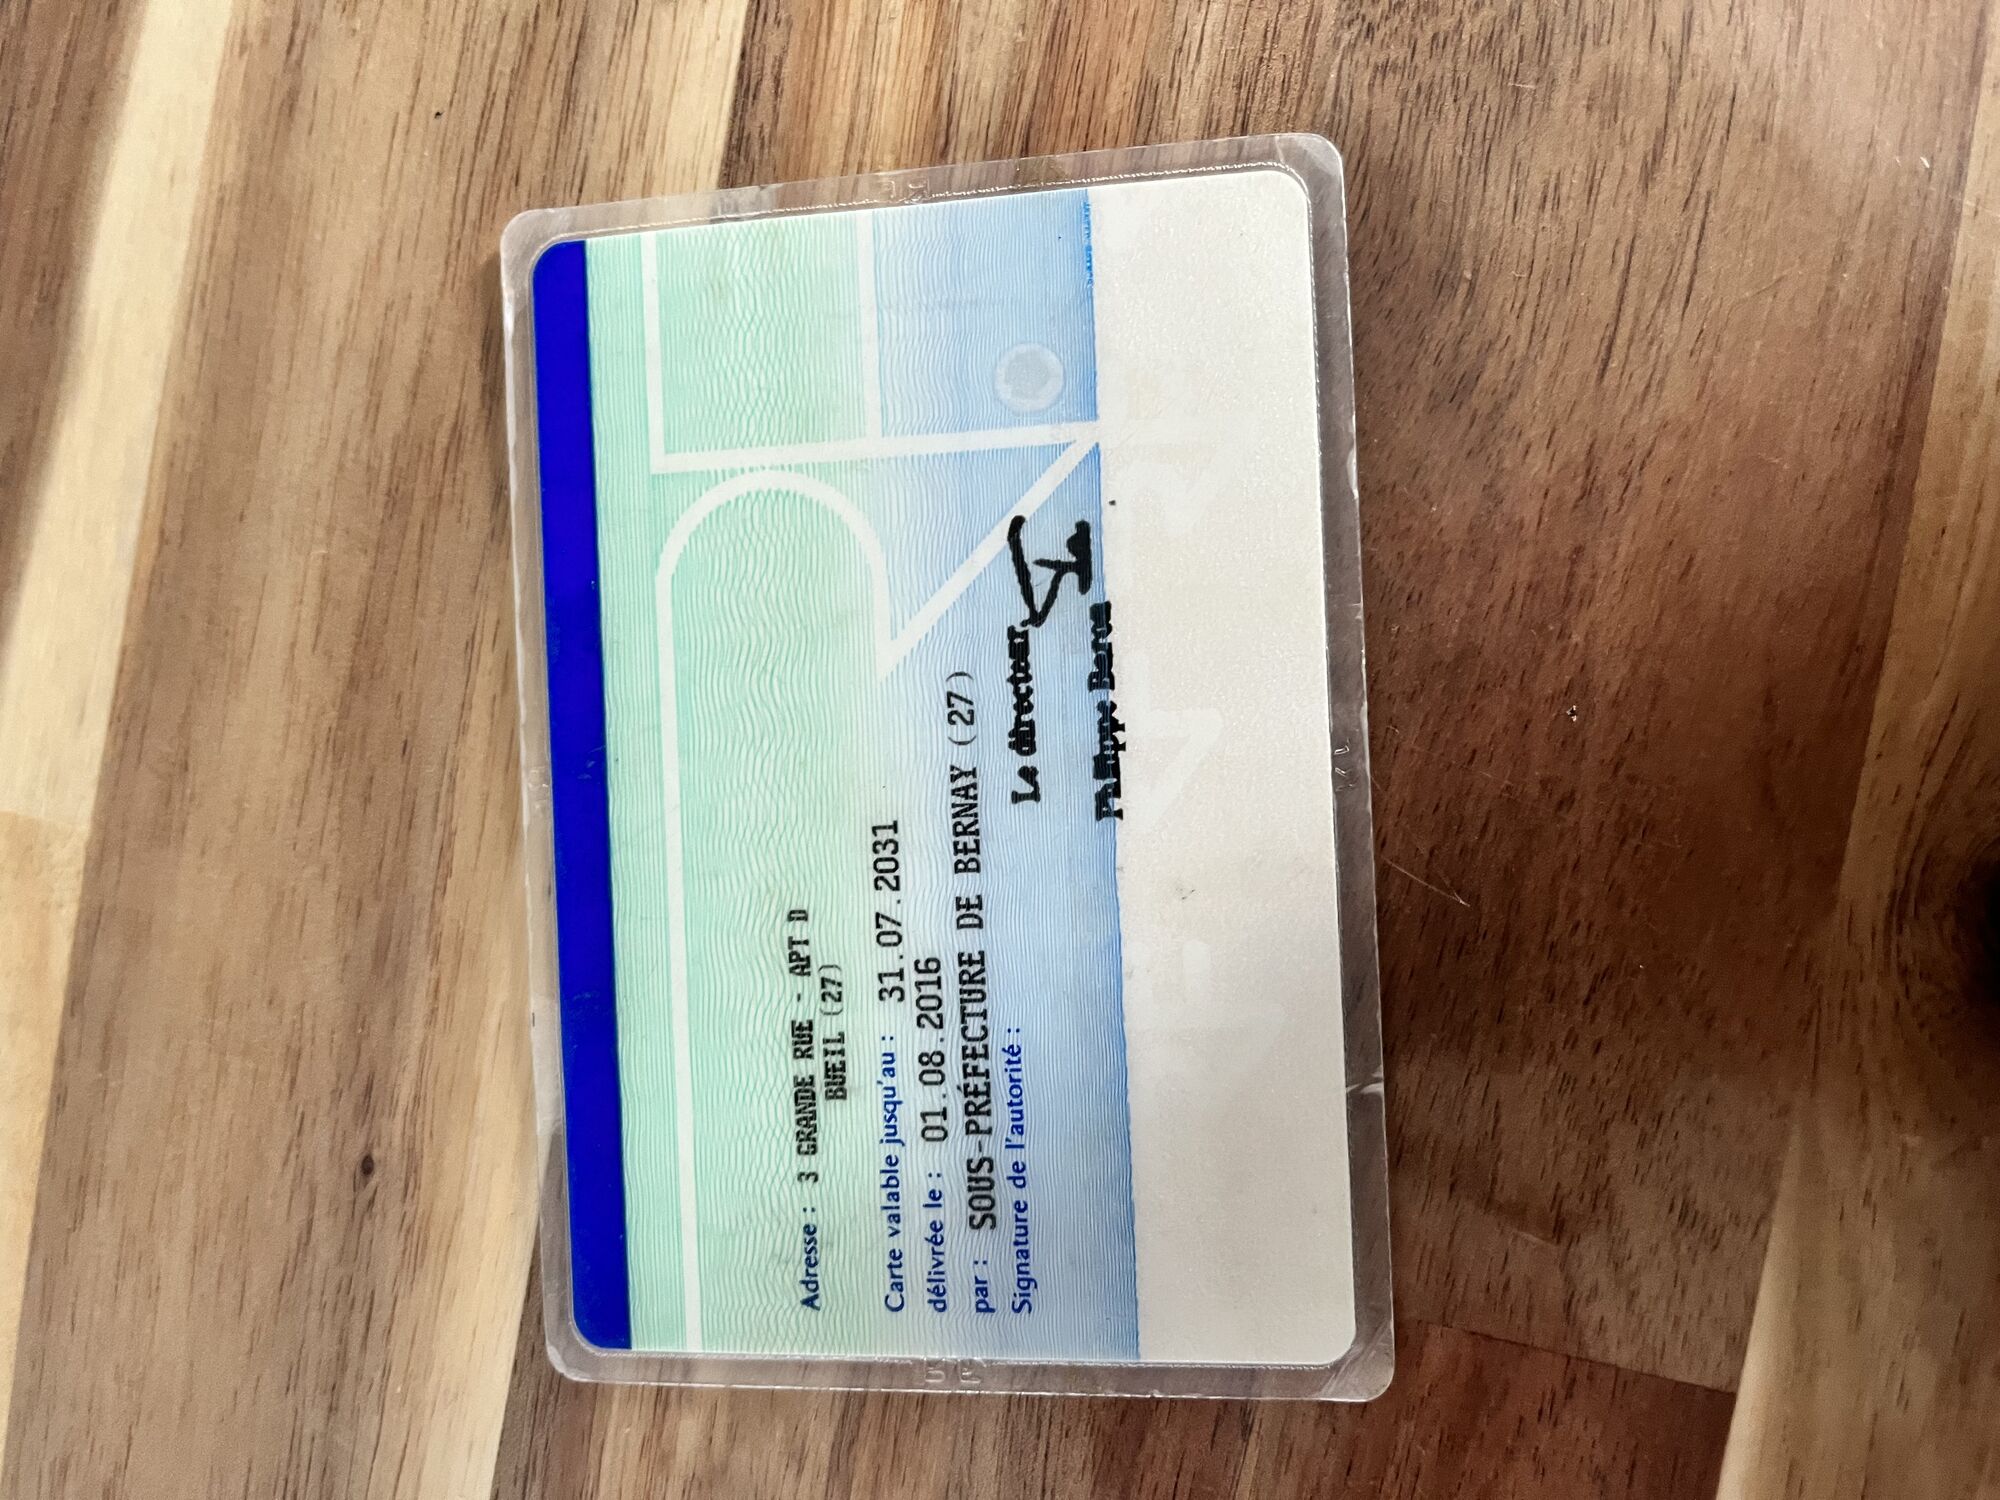 Adresse : 3 GRANDE RUE - APT D
BUEIL (27)
Carte valable jusqu'au : 31.07.2031
délivrée le : 01.08.2016
par : SOUS-PRÉFECTURE DE BERNAY (27)
Signature de l'autorité :
Le directeur
Philippe